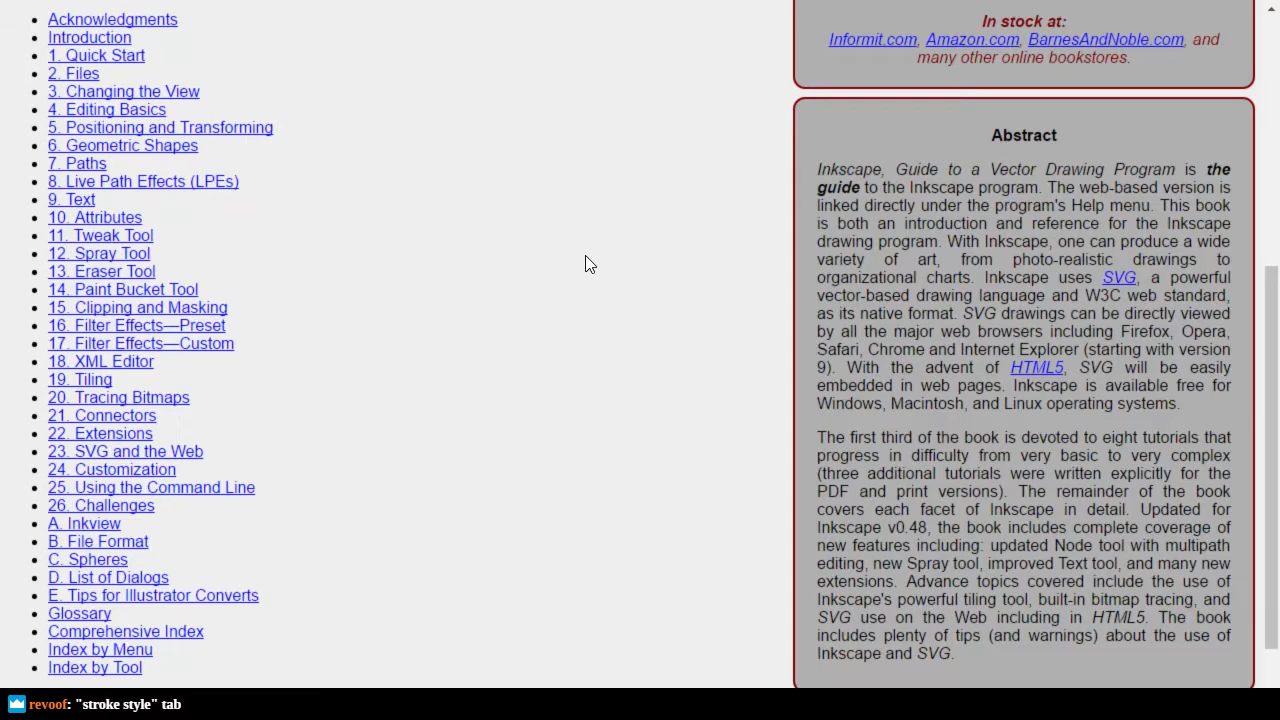 Acknowledgments
Introduction
1. Quick Start
2. Files
3. Changing the View
4. Editing Basics
5. Positioning and Transforming
6. Geometric Shapes
7. Paths
8. Live Path Effects (LPEs)
9. Text
10. Attributes
11. Tweak Tool
12. Spray Tool
13. Eraser Tool
14. Paint Bucket Tool
15. Clipping and Masking
16. Filter Effects—Preset
17. Filter Effects—Custom
18. XML Editor
19. Tiling
20. Tracing Bitmaps
21. Connectors
22. Extensions
23. SVG and the Web
24. Customization
25. Using the Command Line
26. Challenges
A. Inkview
B. File Format
C. Spheres
D. List of Dialogs
E. Tips for Illustrator Converts
Glossary
Comprehensive Index
Index by Menu
Index by Tool
In stock at:
Informit.com, Amazon.com, BarnesAndNoble.com, and
many other online bookstores.
Abstract
Inkscape, Guide to a Vector Drawing Program is the
guide to the Inkscape program. The web-based version is
linked directly under the program's Help menu. This book
is both an introduction and reference for the Inkscape
drawing program. With Inkscape, one can produce a wide
variety of art, from photo-realistic drawings to
organizational charts. Inkscape uses SVG, a powerful
vector-based drawing language and W3C web standard,
as its native format. SVG drawings can be directly viewed
by all the major web browsers including Firefox, Opera,
Safari, Chrome and Internet Explorer (starting with version
9). With the advent of HTML5, SVG will be easily
embedded in web pages. Inkscape is available free for
Windows, Macintosh, and Linux operating systems.
The first third of the book is devoted to eight tutorials that
progress in difficulty from very basic to very complex
(three additional tutorials were written explicitly for the
PDF and print versions). The remainder of the book
covers each facet of Inkscape in detail. Updated for
Inkscape v0.48, the book includes complete coverage of
new features including: updated Node tool with multipath
editing, new Spray tool, improved Text tool, and many new
extensions. Advance topics covered include the use of
Inkscape's powerful tiling tool, built-in bitmap tracing, and
SVG use on the Web including in HTML5. The book
includes plenty of tips (and warnings) about the use of
Inkscape and SVG.
revoof: "stroke style" tab